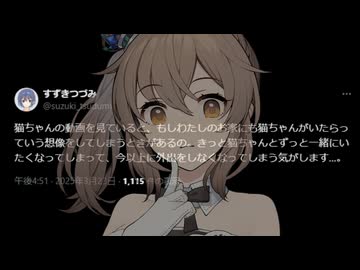 すずきつづみ
@suzuki_tsudumi
猫ちゃんの動画を見ていると、もしわたしのお家にも猫ちゃんがいたらっ
ていう想像をしてしまうときがあるの。きっと猫ちゃんとずっと一緒にい
たくなってしまって、今以上に外出をしなくなってしまう気がします...。
午後4:51 · 2025年3月23日 · 1,115 件の表示